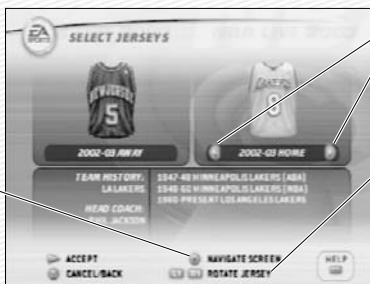 EA
SPORTS
SELECT JERSEYS
NEW JERSEY
5
LAKERS
8
2002-03 AWAY
2002-03 HOME
TEAM HISTORY:
LA LAKERS
HEAD COACH:
PHIL JACKSON
1947-48 MINNEAPOLIS LAKERS
1948-60 MINNEAPOLIS LAKERS
1960-PRESENT LOS ANGELES LAKERS
ACCEPT
NAVIGATE SCREEN
HELP
CANCEL/BACK
ROTATE JERSEY